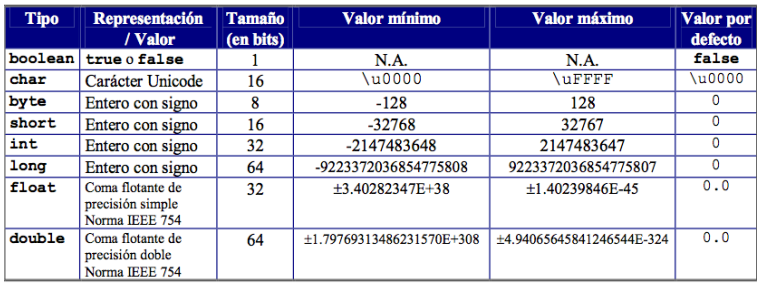 Tipo Representación / Valor Tamaño (en bits) Valor mínimo Valor máximo Valor por defecto
boolean true o false 1 N.A. N.A. false
char Carácter Unicode 16 \u0000 \uFFFF \u0000
byte Entero con signo 8 -128 128 0
short Entero con signo 16 -32768 32767 0
int Entero con signo 32 -2147483648 2147483647 0
long Entero con signo 64 -9223372036854775808 9223372036854775807 0
float Coma flotante de 32 ±3.40282347E+38 ±1.40239846E-45 0.0
precisión simple
Norma IEEE 754
double Coma flotante de 64 ±1.79769313486231570E+308 ±4.94065645841246544E-324 0.0
precisión doble
Norma IEEE 754